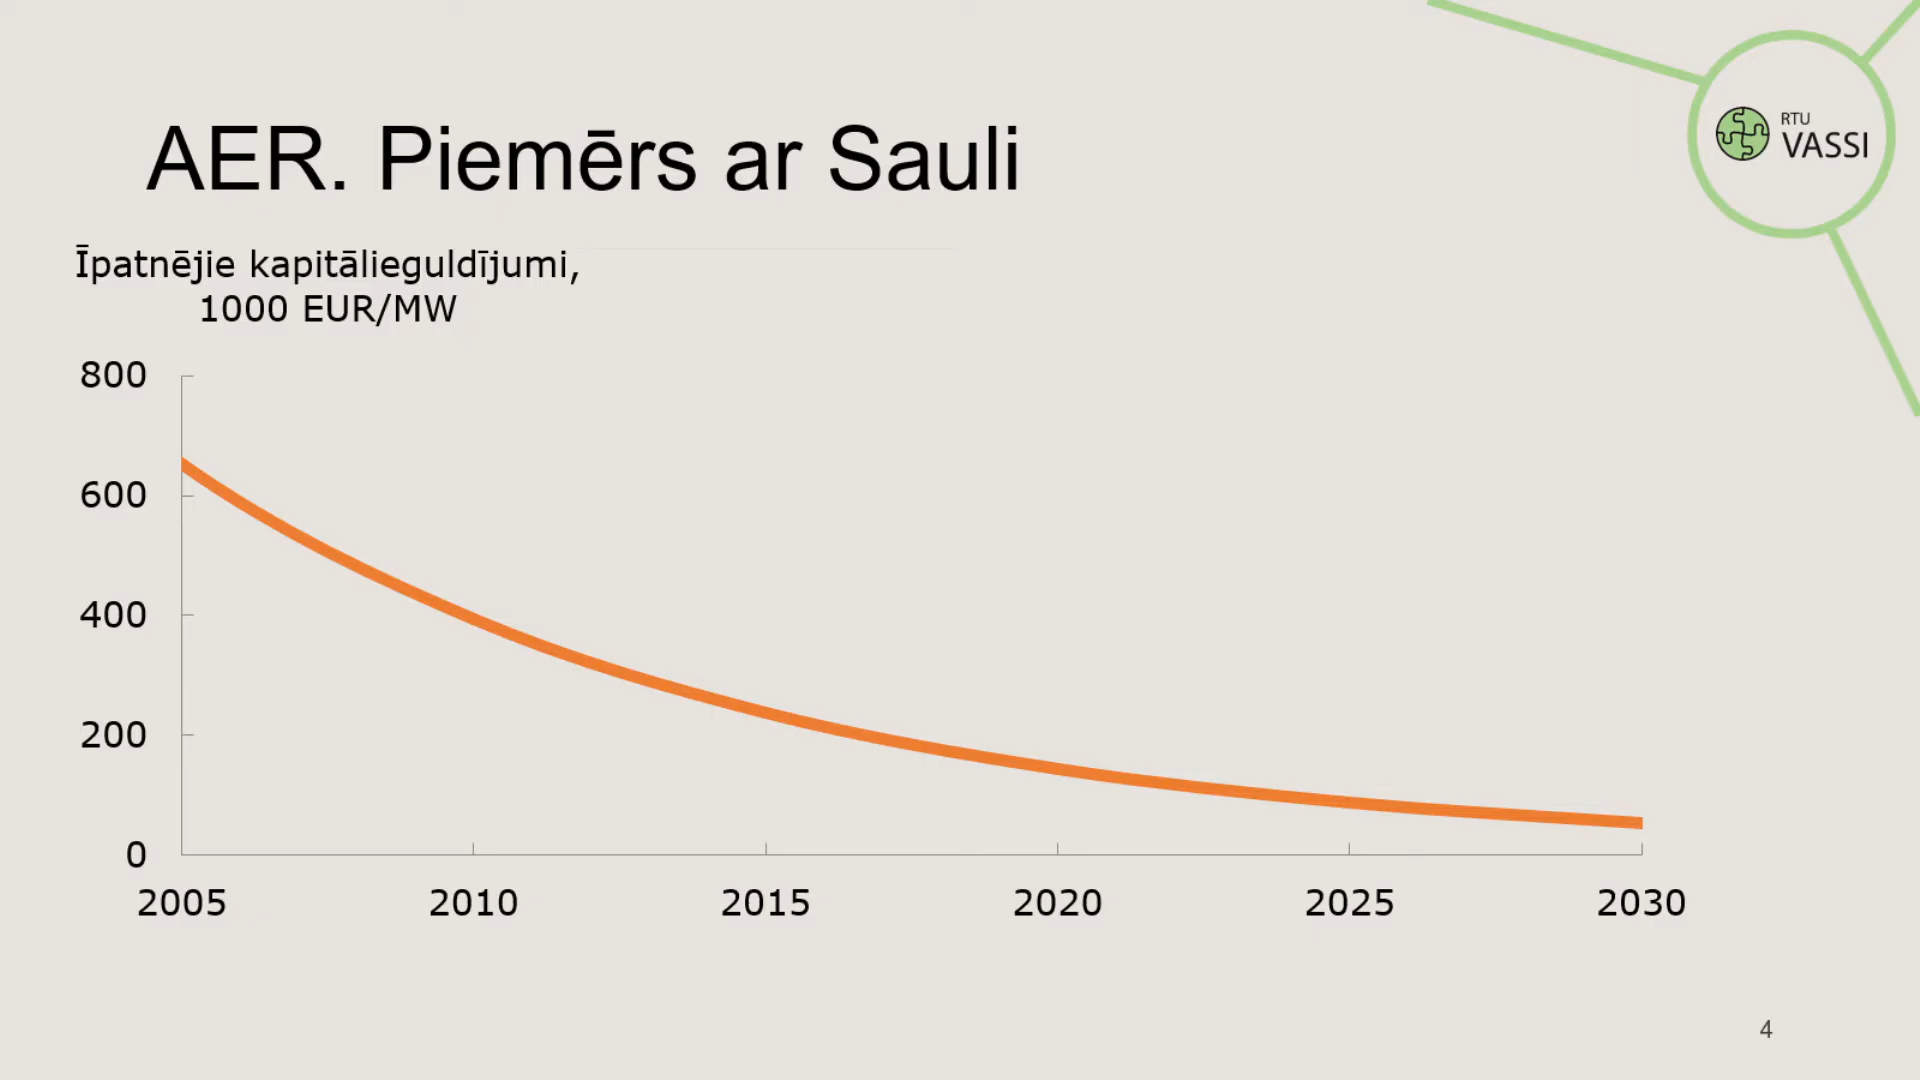 AER. Piemērs ar Sauli
RTU
VASSI
Īpatnējie kapitālieguldījumi,
1000 EUR/MW
800
600
400
200
0
2005 2010 2015 2020 2025 2030
4